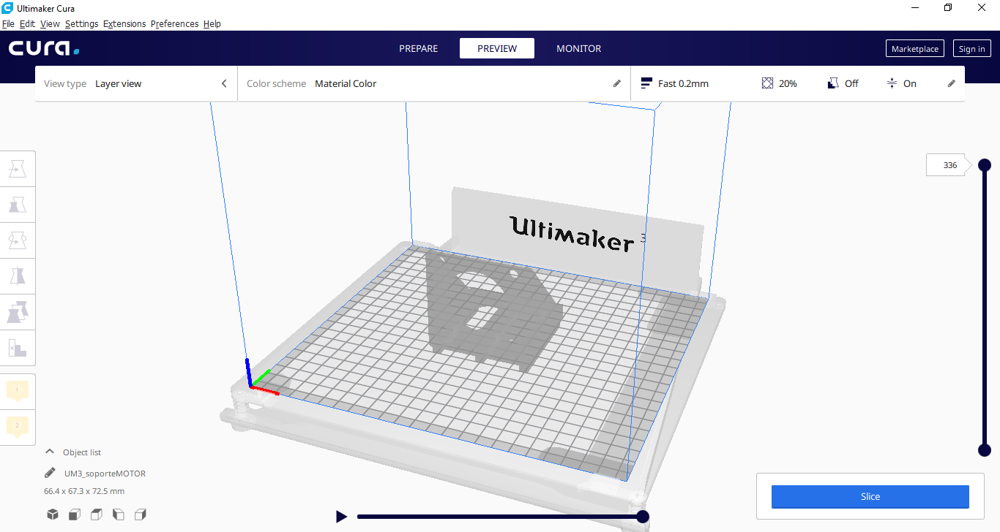 Ultimaker Cura
File Edit View Settings Extensions Preferences Help
cura.
PREPARE PREVIEW MONITOR
Marketplace Sign in
View type Layer view
Color scheme Material Color
Fast 0.2mm 20% Off On
336
Ultimaker 3
1
2
Object list
UM3_soporteMOTOR
66.4 x 67.3 x 72.5 mm
Slice